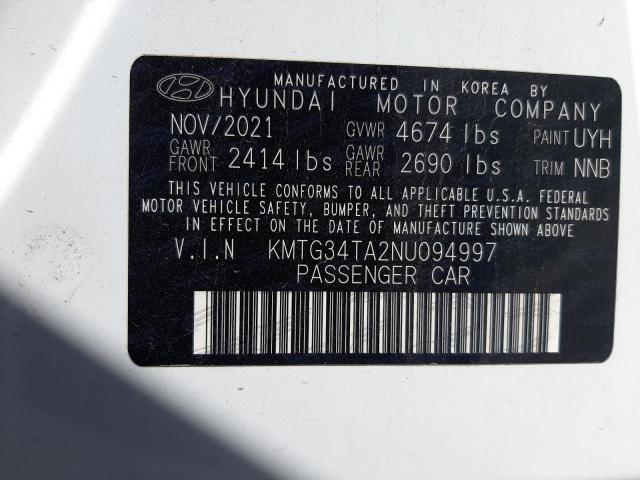 MANUFACTURED IN KOREA BY
HYUNDAI MOTOR COMPANY
NOV/2021 GVWR 4674 lbs PAINT UYH
GAWR FRONT 2414 lbs GAWR REAR 2690 lbs TRIM NNB
THIS VEHICLE CONFORMS TO ALL APPLICABLE U.S.A. FEDERAL
MOTOR VEHICLE SAFETY, BUMPER, AND THEFT PREVENTION STANDARDS
IN EFFECT ON THE DATE OF MANUFACTURE SHOWN ABOVE.
V.I.N KMTG34TA2NU094997
PASSENGER CAR